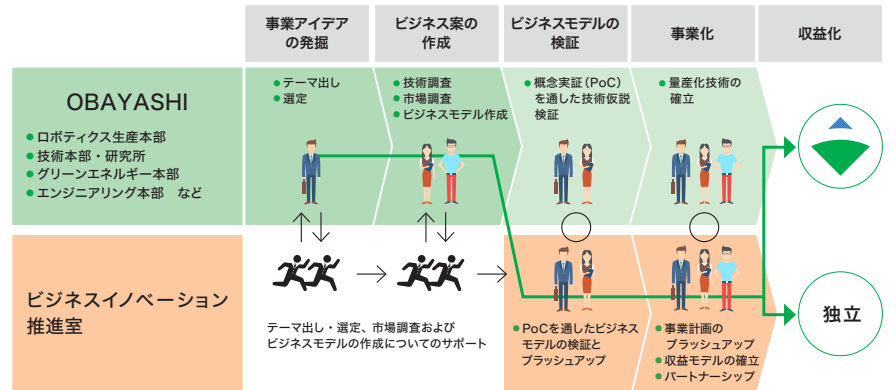 事業アイデア
の発掘
ビジネス案の
作成
ビジネスモデルの
検証
事業化
収益化
OBAYASHI
● ロボティクス生産本部
● 技術本部・研究所
● グリーンエネルギー本部
● エンジニアリング本部　など
● テーマ出し
● 選定
● 技術調査
● 市場調査
● ビジネスモデル作成
● 概念実証（PoC）
を通した技術仮説
検証
● 量産化技術の
確立
ビジネスイノベーション
推進室
テーマ出し・選定、市場調査および
ビジネスモデルの作成についてのサポート
● PoCを通したビジネス
モデルの検証と
ブラッシュアップ
● 事業計画の
ブラッシュアップ
● 収益モデルの確立
● パートナーシップ
独立